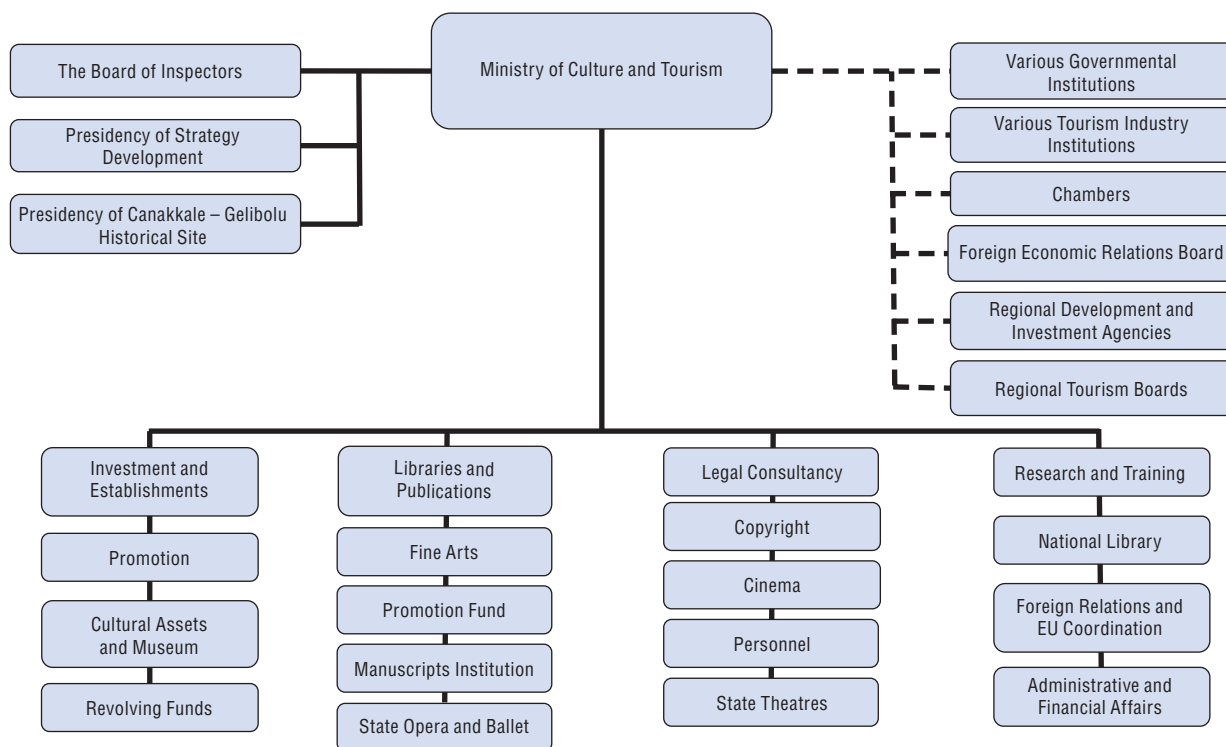 Ministry of Culture and Tourism
The Board of Inspectors
Presidency of Strategy
Development
Presidency of Canakkale – Gelibolu
Historical Site
Various Governmental
Institutions
Various Tourism Industry
Institutions
Chambers
Foreign Economic Relations Board
Regional Development and
Investment Agencies
Regional Tourism Boards
Investment and
Establishments
Promotion
Cultural Assets
and Museum
Revolving Funds
Libraries and
Publications
Fine Arts
Promotion Fund
Manuscripts Institution
State Opera and Ballet
Legal Consultancy
Copyright
Cinema
Personnel
State Theatres
Research and Training
National Library
Foreign Relations and
EU Coordination
Administrative and
Financial Affairs